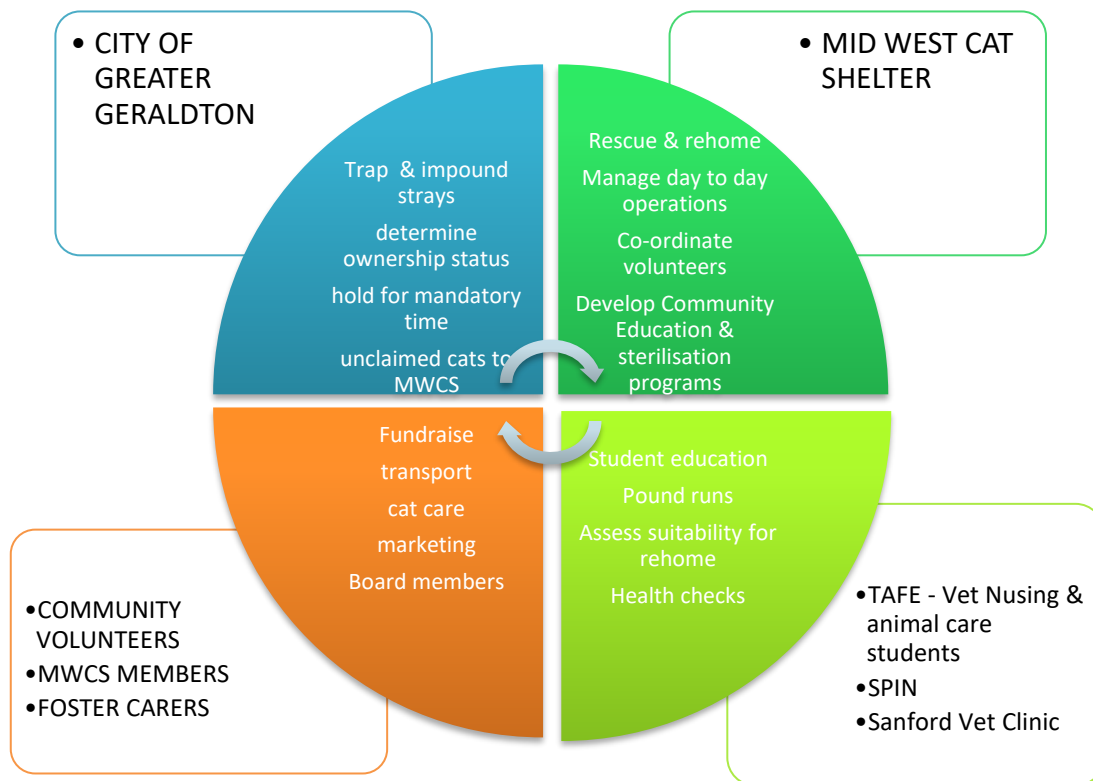 • CITY OF
GREATER
GERALDTON
• MID WEST CAT
SHELTER
Trap & impound
strays
determine
ownership status
hold for mandatory
time
unclaimed cats to
MWCS
Rescue & rehome
Manage day to day
operations
Co-ordinate
volunteers
Develop Community
Education &
sterilisation
programs
Fundraise
transport
cat care
marketing
Board members
Student education
Pound runs
Assess suitability for
rehome
Health checks
•COMMUNITY
VOLUNTEERS
•MWCS MEMBERS
•FOSTER CARERS
•TAFE - Vet Nusing &
animal care
students
•SPIN
•Sanford Vet Clinic